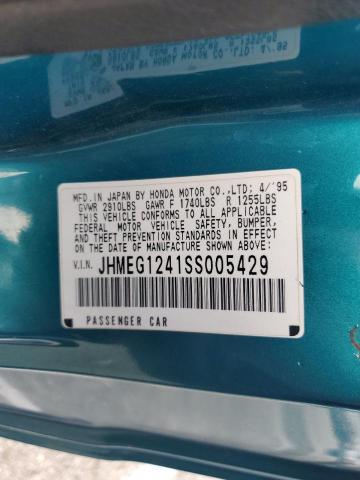 MFD. IN JAPAN BY HONDA MOTOR CO.,LTD; 4/'95
GVWR 2910LBS GAWR F 1740LBS R 1255LBS
THIS VEHICLE CONFORMS TO ALL APPLICABLE
FEDERAL MOTOR VEHICLE SAFETY, BUMPER,
AND THEFT PREVENTION STANDARDS IN EFFECT
ON THE DATE OF MANUFACTURE SHOWN ABOVE.
V.I.N. JHMEG1241SS005429
PASSENGER CAR